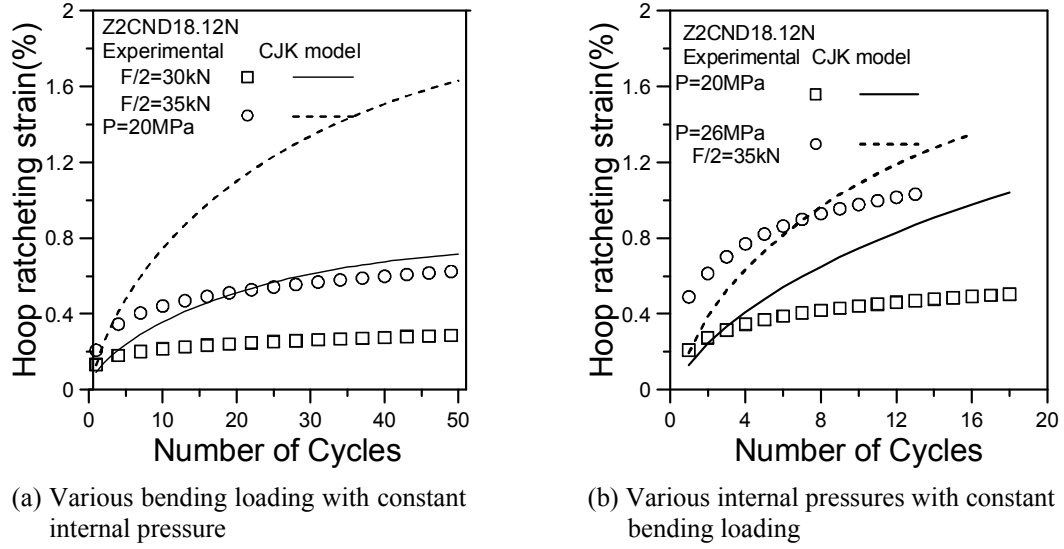 2
1.6
1.2
0.8
0.4
0
Hoop ratcheting strain(%)
Z2CND18.12N
Experimental CJK model
F/2=30kN
F/2=35kN
P=20MPa
0 10 20 30 40 50
Number of Cycles
(a) Various bending loading with constant
internal pressure
2
1.6
1.2
0.8
0.4
0
Hoop ratcheting strain(%)
Z2CND18.12N
Experimental CJK model
P=20MPa
P=26MPa
F/2=35kN
0 4 8 12 16 20
Number of Cycles
(b) Various internal pressures with constant
bending loading